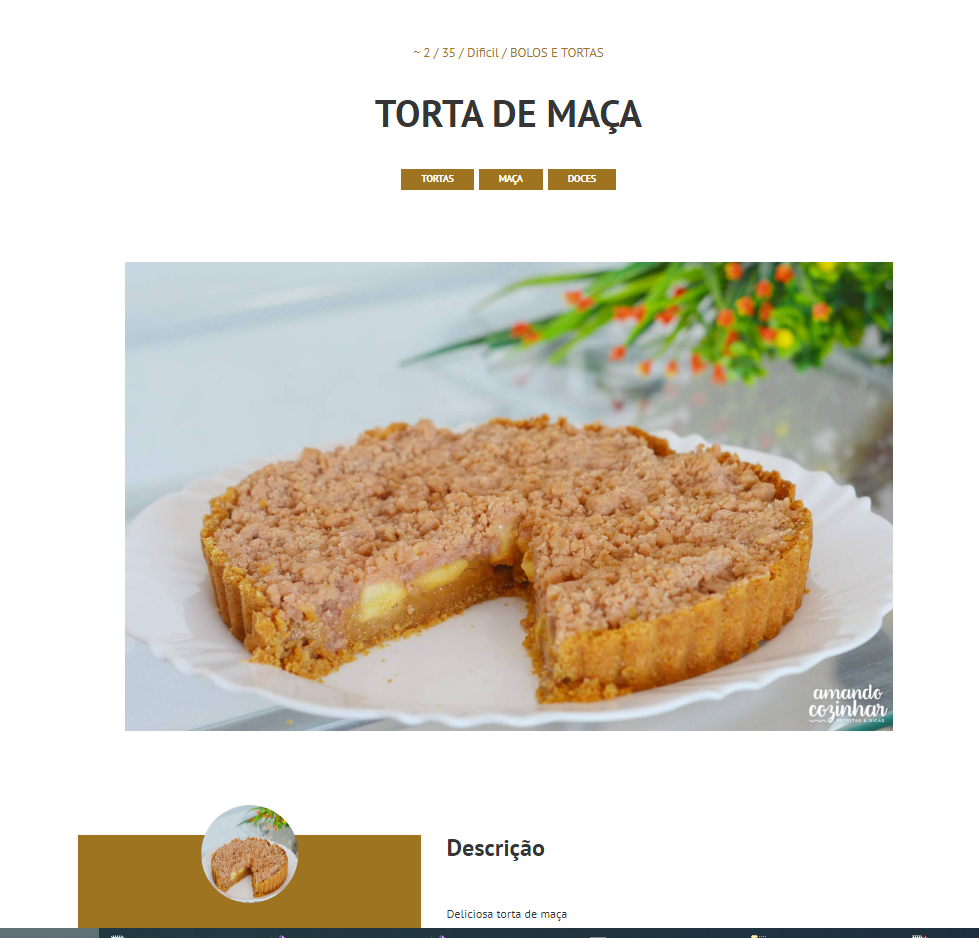 ~ 2 / 35 / Dificil / BOLOS E TORTAS
TORTA DE MAÇA
TORTAS MAÇA DOCES
amando
cozinhar
RECEITAS & DICAS
Descrição
Deliciosa torta de maça